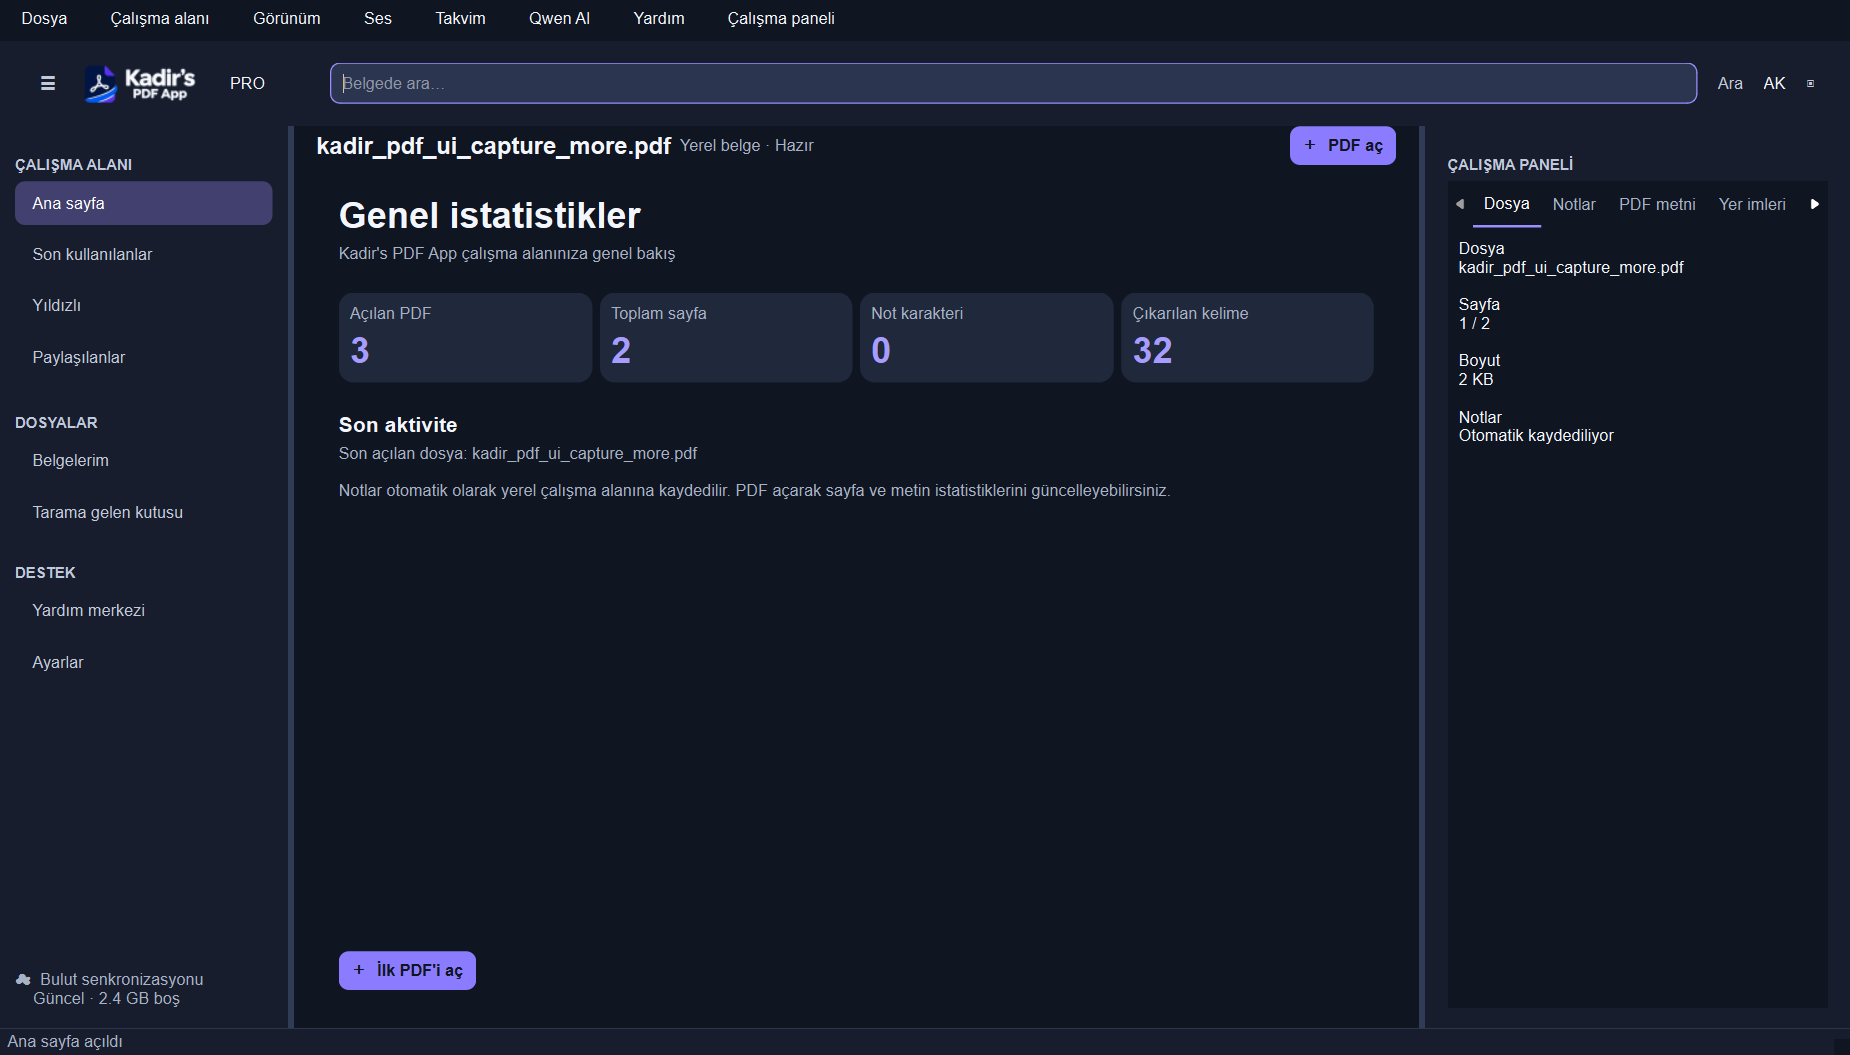 Dosya Çalışma alanı Görünüm Ses Takvim Qwen AI Yardım Çalışma paneli
Kadir's
PDF App
PRO
Belgede ara...
Ara AK
ÇALIŞMA ALANI
Ana sayfa
Son kullanılanlar
Yıldızlı
Paylaşılanlar
DOSYALAR
Belgelerim
Tarama gelen kutusu
DESTEK
Yardım merkezi
Ayarlar
Bulut senkronizasyonu
Güncel · 2.4 GB boş
kadir_pdf_ui_capture_more.pdf Yerel belge · Hazır
+ PDF aç
Genel istatistikler
Kadir's PDF App çalışma alanınıza genel bakış
Açılan PDF
3
Toplam sayfa
2
Not karakteri
0
Çıkarılan kelime
32
Son aktivite
Son açılan dosya: kadir_pdf_ui_capture_more.pdf
Notlar otomatik olarak yerel çalışma alanına kaydedilir. PDF açarak sayfa ve metin istatistiklerini güncelleyebilirsiniz.
+ İlk PDF'i aç
ÇALIŞMA PANELİ
Dosya Notlar PDF metni Yer imleri
Dosya
kadir_pdf_ui_capture_more.pdf
Sayfa
1 / 2
Boyut
2 KB
Notlar
Otomatik kaydediliyor
Ana sayfa açıldı